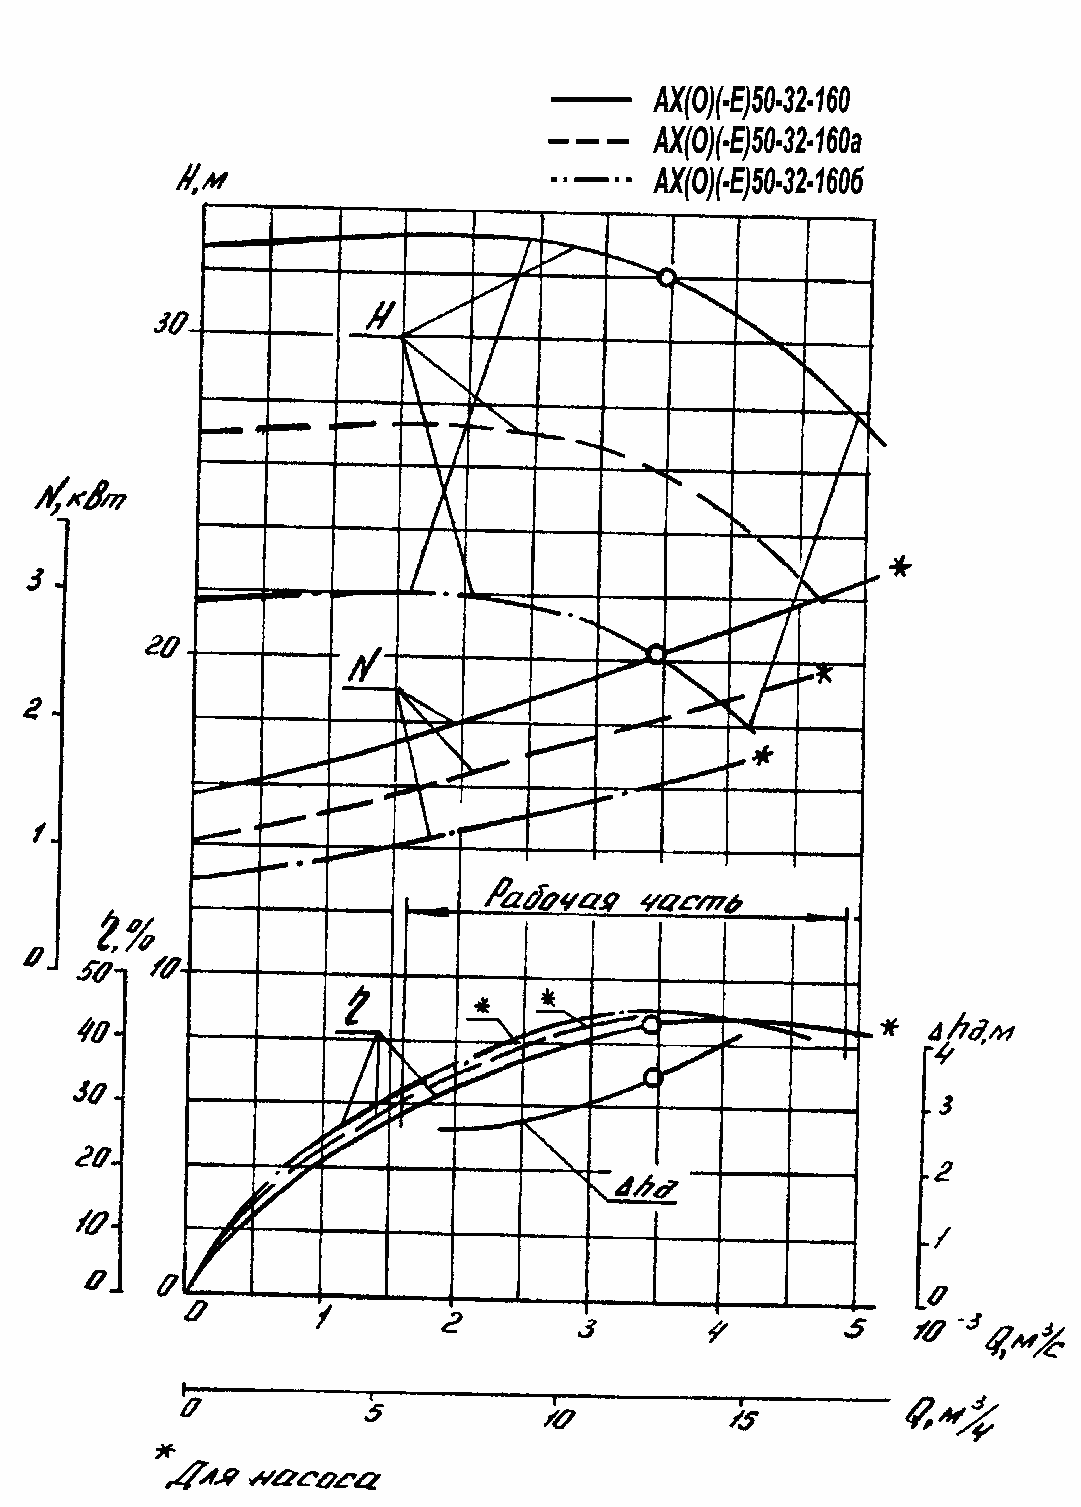 АХ(О)(-Е)50-32-160
АХ(О)(-Е)50-32-160а
АХ(О)(-Е)50-32-160б
Н, м
30
Н
N, кВт
3
*
20
N
*
2
*
1
Рабочая часть
0
η, %
50
10
η
*
*
*
40
Δhд, м
4
30
3
20
2
Δhд
10
1
0
0
0
0
1
2
3
4
5
10⁻³ Q, м³/с
0
5
10
15
Q, м³/ч
* Для насоса